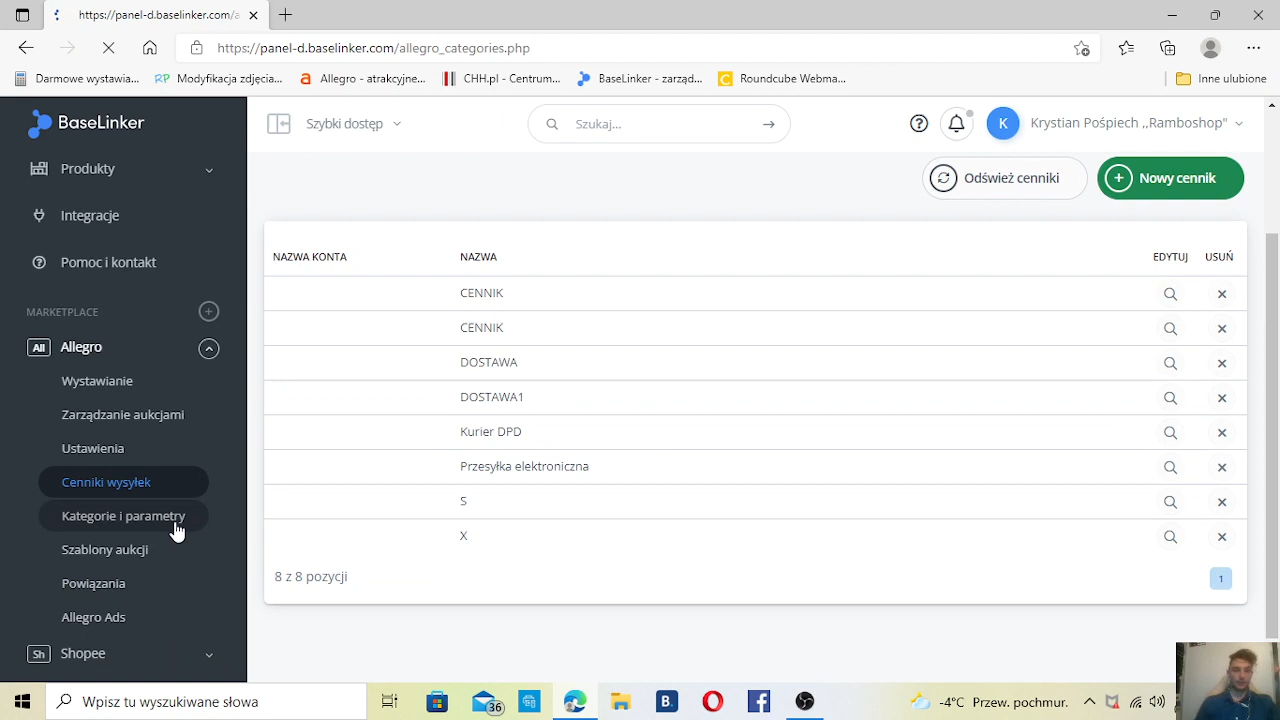 https://panel-d.baselinker.com/a
https://panel-d.baselinker.com/allegro_categories.php
Darmowe wystawia...
RP Modyfikacja zdjęcia...
a Allegro - atrakcyjne...
CHH.pl - Centrum...
BaseLinker - zarząd...
C Roundcube Webma...
Inne ulubione
BaseLinker
Szybki dostęp
Szukaj...
K
Krystian Pośpiech ,,Ramboshop"
Produkty
Integracje
Pomoc i kontakt
MARKETPLACE
All Allegro
Wystawianie
Zarządzanie aukcjami
Ustawienia
Cenniki wysyłek
Kategorie i parametry
Szablony aukcji
Powiązania
Allegro Ads
Sh Shopee
Odśwież cenniki
Nowy cennik
NAZWA KONTA NAZWA EDYTUJ USUŃ
CENNIK
CENNIK
DOSTAWA
DOSTAWA1
Kurier DPD
Przesyłka elektroniczna
S
X
8 z 8 pozycji
1
Wpisz tu wyszukiwane słowa
36
B.
-4°C Przew. pochmur.